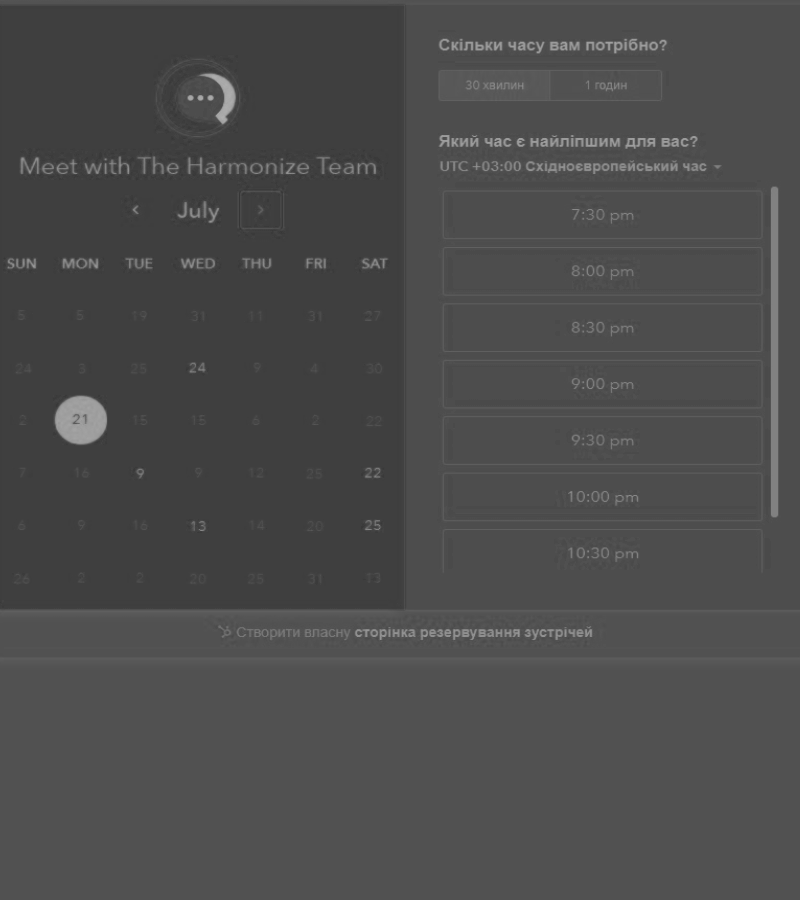 Meet with The Harmonize Team
July
SUN MON TUE WED THU FRI SAT
5 5 19 31 11 31 27
24 3 25 24 9 4 30
2 21 15 15 6 2 22
7 16 9 9 12 25 22
6 9 16 13 14 20 25
26 2 2 20 25 31 13
Скільки часу вам потрібно?
30 хвилин 1 годин
Який час є найліпшим для вас?
UTC +03:00 Східноєвропейський час
7:30 pm
8:00 pm
8:30 pm
9:00 pm
9:30 pm
10:00 pm
10:30 pm
Створити власну сторінка резервування зустрічей